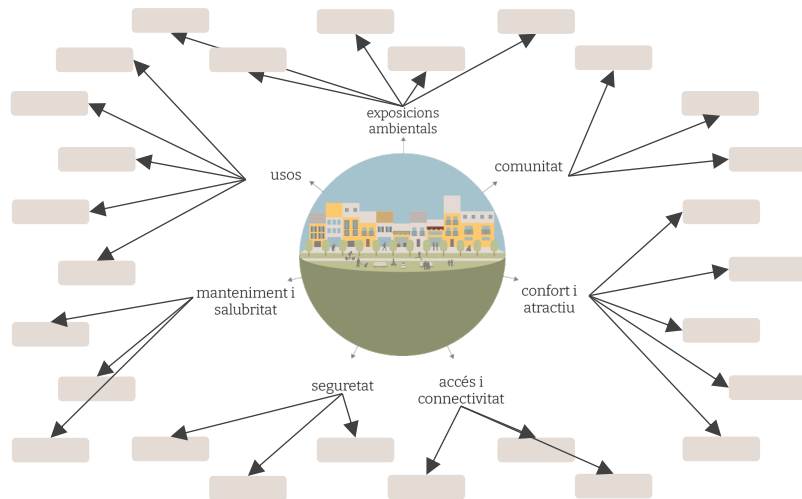 exposicions
ambientals
usos
comunitat
manteniment i
salubritat
confort i
atractiu
seguretat
accés i
connectivitat